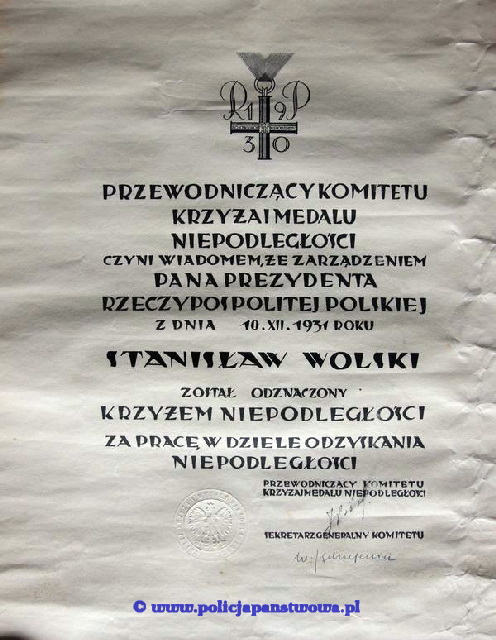 R 19 P
30
PRZEWODNICZĄCY KOMITETU
KRZYŻA I MEDALU
NIEPODLEGŁOŚCI
CZYNI WIADOMEM, ŻE ZARZĄDZENIEM
PANA PREZYDENTA
RZECZYPOSPOLITEJ POLSKIEJ
Z DNIA 10.XII.1931 ROKU
STANISŁAW WOLSKI
ZOSTAŁ ODZNACZONY
KRZYŻEM NIEPODLEGŁOŚCI
ZA PRACĘ W DZIELE ODZYSKANIA
NIEPODLEGŁOŚCI
PRZEWODNICZĄCY KOMITETU
KRZYŻA I MEDALU NIEPODLEGŁOŚCI
SEKRETARZ GENERALNY KOMITETU
© www.policjapanstwowa.pl